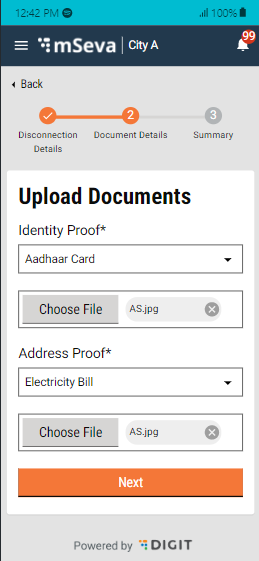 12:42 PM 100%
mSeva City A 99
Back
2 3
Disconnection Details Document Details Summary
Upload Documents
Identity Proof*
Aadhaar Card
Choose File AS.jpg
Address Proof*
Electricity Bill
Choose File AS.jpg
Next
Powered by DIGIT